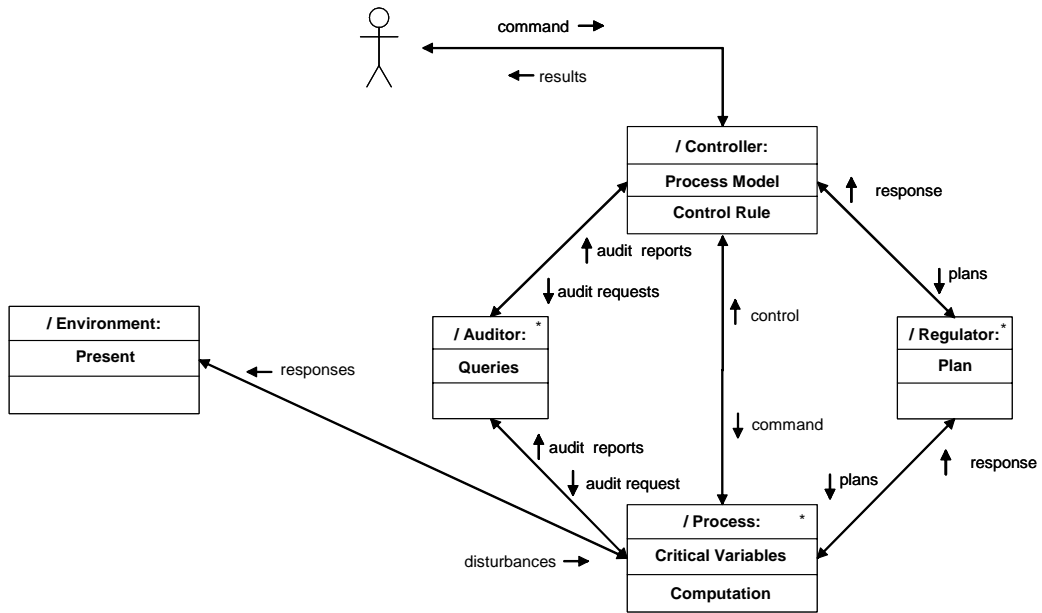 command
results
/ Controller:
Process Model
Control Rule
response
audit reports
plans
audit requests
/ Environment:
Present
/ Auditor: *
Queries
control
/ Regulator: *
Plan
responses
command
audit reports
response
audit request
plans
/ Process: *
Critical Variables
Computation
disturbances